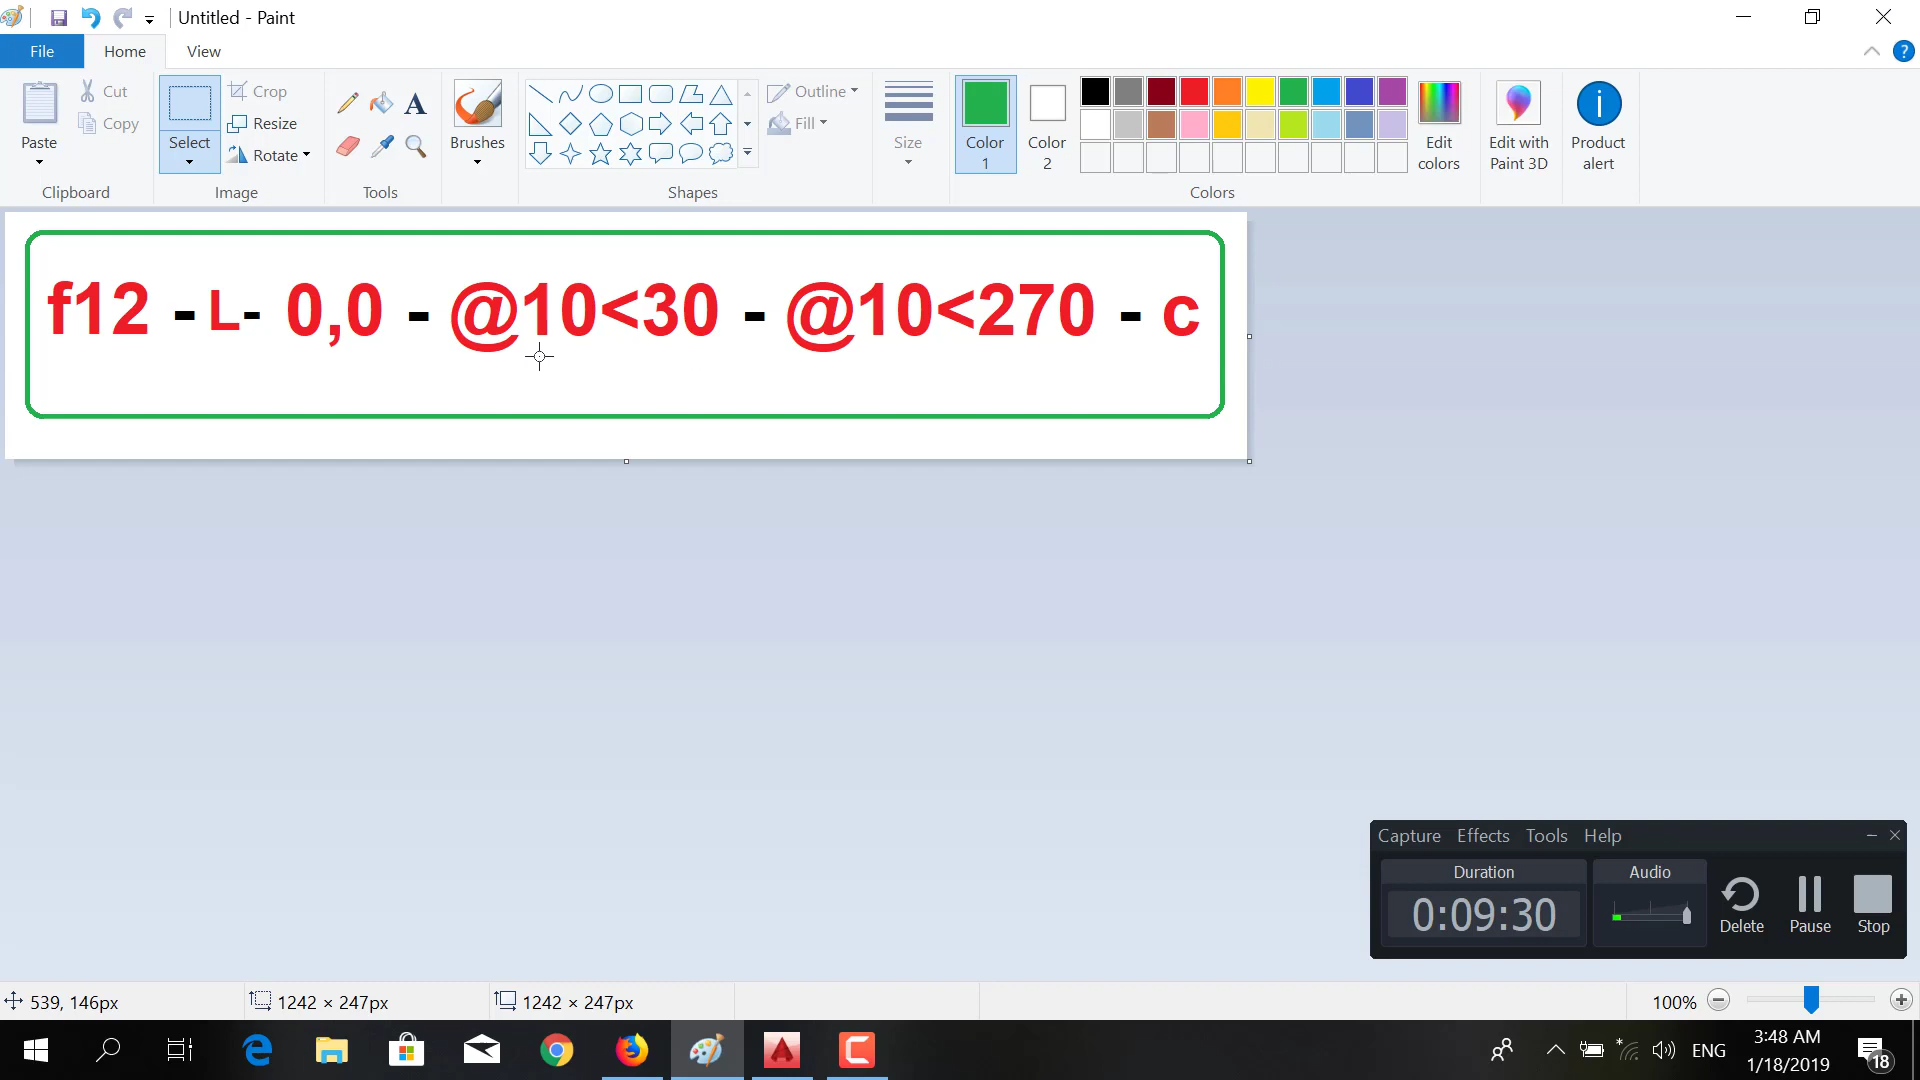 Untitled - Paint
File Home View
Paste
Cut
Copy
Clipboard
Select
Crop
Resize
Rotate
Image
A
Tools
Brushes
Shapes
Outline
Fill
Size
Color 1
Color 2
Colors
Edit colors
Edit with Paint 3D
Product alert
f12 - L- 0,0 - @10<30 - @10<270 - c
Capture Effects Tools Help
Duration
0:09:30
Audio
Delete
Pause
Stop
539, 146px
1242 × 247px
1242 × 247px
100%
ENG
3:48 AM
1/18/2019
18